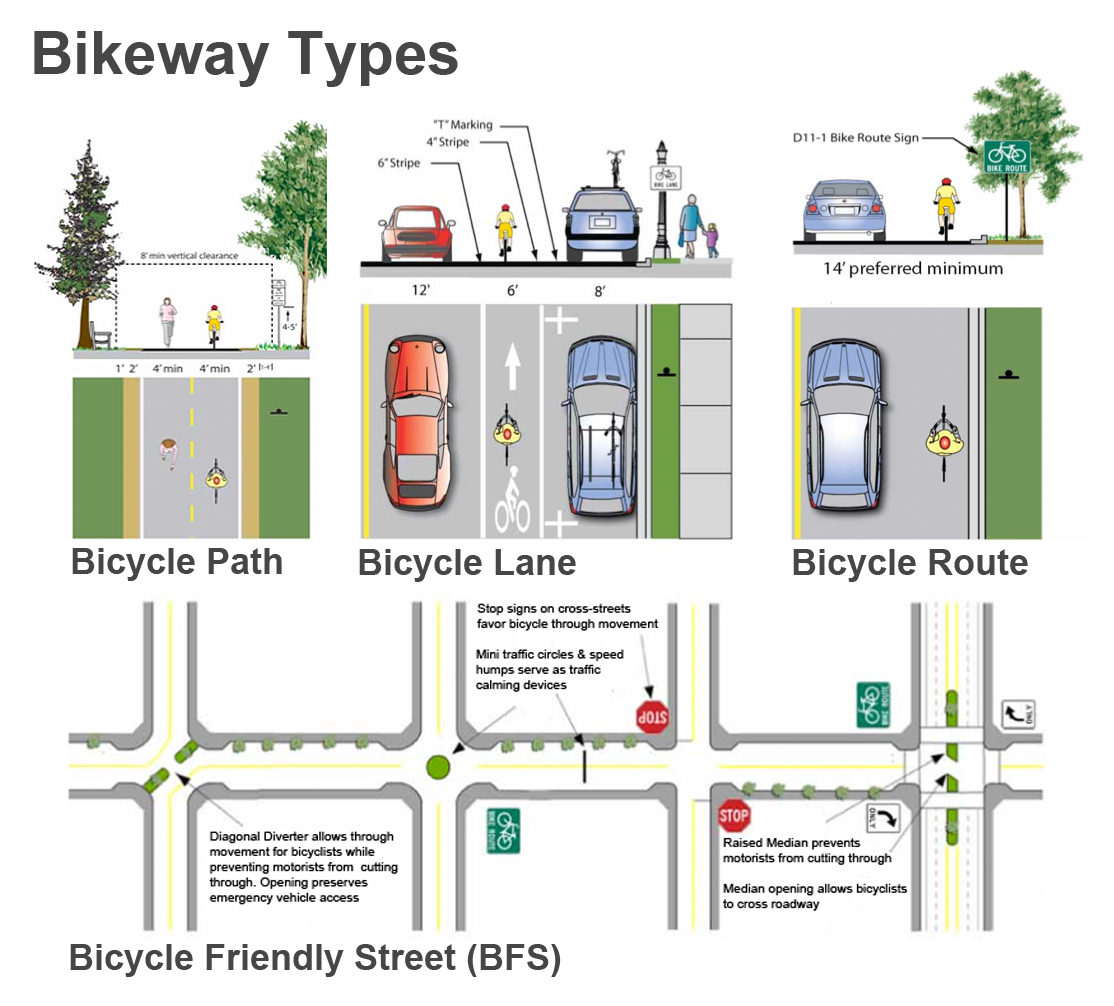 Bikeway Types
8' min vertical clearance
4-5'
1' 2' 4' min 4' min 2'
Bicycle Path
"T" Marking
4" Stripe
6" Stripe
BIKE LANE
12' 6' 8'
Bicycle Lane
D11-1 Bike Route Sign
BIKE ROUTE
14' preferred minimum
Bicycle Route
Stop signs on cross-streets
favor bicycle through movement
Mini traffic circles & speed
humps serve as traffic
calming devices
STOP
BIKE ROUTE
ONLY
Diagonal Diverter allows through
movement for bicyclists while
preventing motorists from cutting
through. Opening preserves
emergency vehicle access
BIKE ROUTE
STOP
ONLY
Raised Median prevents
motorists from cutting through
Median opening allows bicyclists
to cross roadway
Bicycle Friendly Street (BFS)